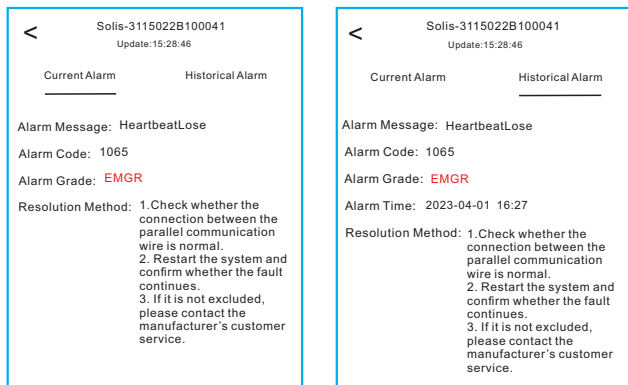 <
Solis-3115022B100041
Update:15:28:46
Current Alarm
Historical Alarm
Alarm Message: HeartbeatLose
Alarm Code: 1065
Alarm Grade: EMGR
Resolution Method: 1.Check whether the
connection between the
parallel communication
wire is normal.
2. Restart the system and
confirm whether the fault
continues.
3. If it is not excluded,
please contact the
manufacturer's customer
service.
<
Solis-3115022B100041
Update:15:28:46
Current Alarm
Historical Alarm
Alarm Message: HeartbeatLose
Alarm Code: 1065
Alarm Grade: EMGR
Alarm Time: 2023-04-01 16:27
Resolution Method: 1.Check whether the
connection between the
parallel communication
wire is normal.
2. Restart the system and
confirm whether the fault
continues.
3. If it is not excluded,
please contact the
manufacturer's customer
service.